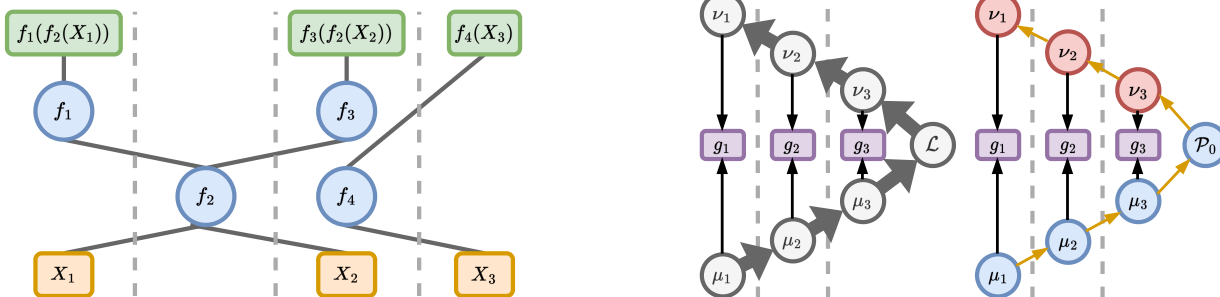 f₁(f₂(X₁))
f₃(f₂(X₂))
f₄(X₃)
f₁
f₃
f₂
f₄
X₁
X₂
X₃
ν₁
ν₂
ν₃
g₁
g₂
g₃
ℒ
μ₃
μ₂
μ₁
ν₁
ν₂
ν₃
g₁
g₂
g₃
𝒫₀
μ₃
μ₂
μ₁